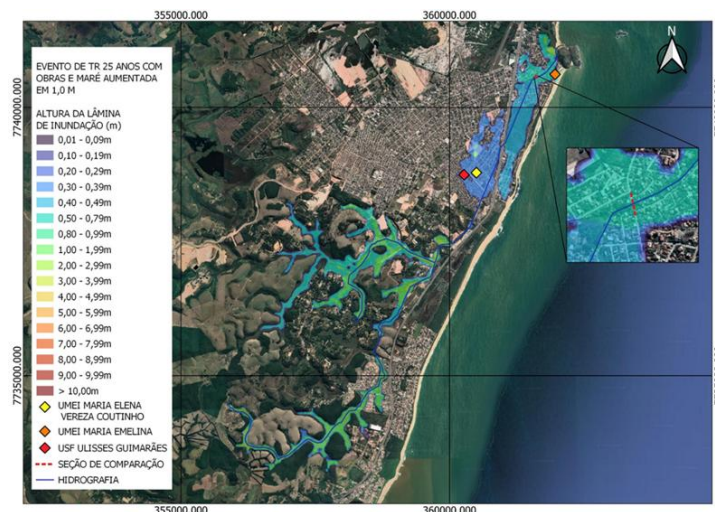 355000.000 360000.000
N
EVENTO DE TR 25 ANOS COM
OBRAS E MARÉ AUMENTADA
EM 1,0 M
ALTURA DA LÂMINA
DE INUNDAÇÃO (m)
0,01 - 0,09m
0,10 - 0,19m
0,20 - 0,29m
0,30 - 0,39m
0,40 - 0,49m
0,50 - 0,79m
0,80 - 0,99m
1,00 - 1,99m
2,00 - 2,99m
3,00 - 3,99m
4,00 - 4,99m
5,00 - 5,99m
6,00 - 6,99m
7,00 - 7,99m
8,00 - 8,99m
9,00 - 9,99m
> 10,00m
UMEI MARIA ELENA
VEREZA COUTINHO
UMEI MARIA EMELINA
USF ULISSES GUIMARÃES
SEÇÃO DE COMPARAÇÃO
HIDROGRAFIA
7740000.000 7740000.000
7735000.000 7735000.000
355000.000 360000.000